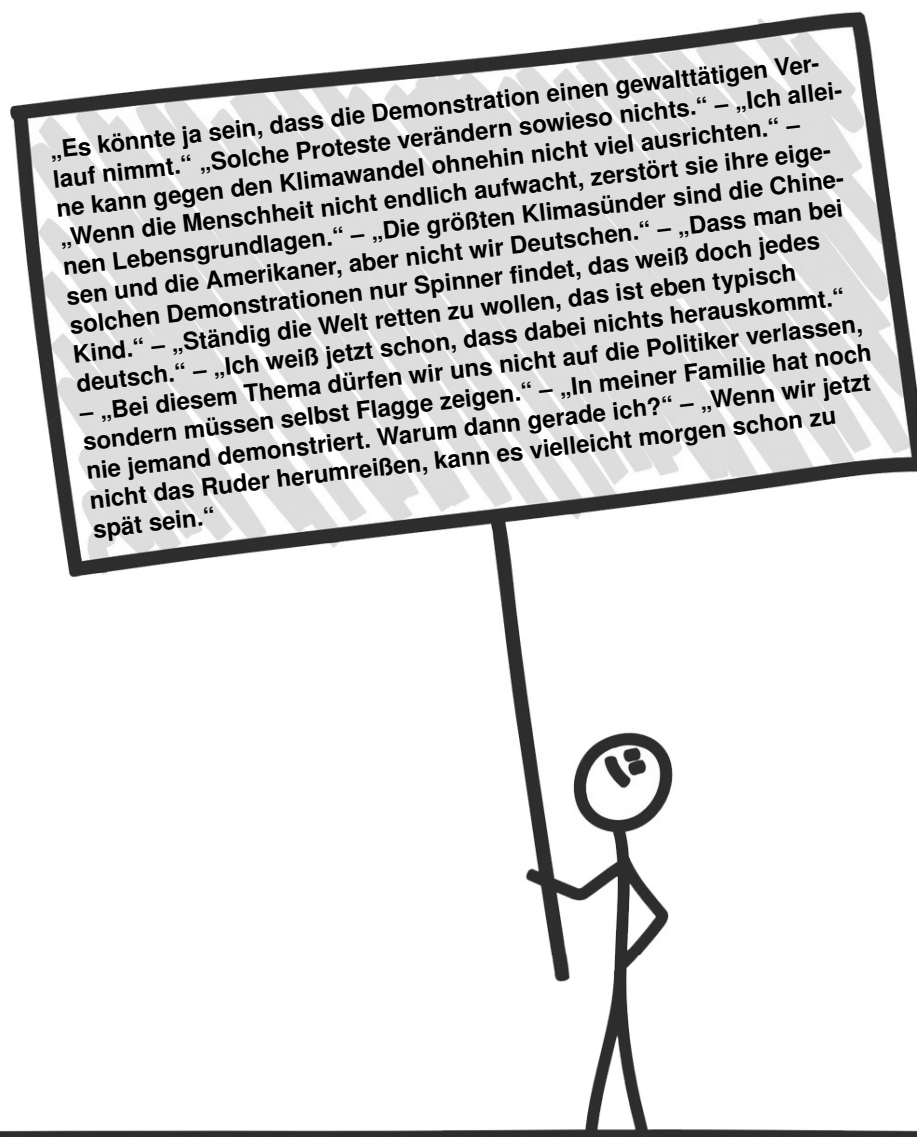 „Es könnte ja sein, dass die Demonstration einen gewalttätigen Ver-
lauf nimmt.“ „Solche Proteste verändern sowieso nichts.“ – „Ich allei-
ne kann gegen den Klimawandel ohnehin nicht viel ausrichten.“ –
„Wenn die Menschheit nicht endlich aufwacht, zerstört sie ihre eige-
nen Lebensgrundlagen.“ – „Die größten Klimasünder sind die Chine-
sen und die Amerikaner, aber nicht wir Deutschen.“ – „Dass man bei
solchen Demonstrationen nur Spinner findet, das weiß doch jedes
Kind.“ – „Ständig die Welt retten zu wollen, das ist eben typisch
deutsch.“ – „Ich weiß jetzt schon, dass dabei nichts herauskommt.“
– „Bei diesem Thema dürfen wir uns nicht auf die Politiker verlassen,
sondern müssen selbst Flagge zeigen.“ – „In meiner Familie hat noch
nie jemand demonstriert. Warum dann gerade ich?“ – „Wenn wir jetzt
nicht das Ruder herumreißen, kann es vielleicht morgen schon zu
spät sein.“